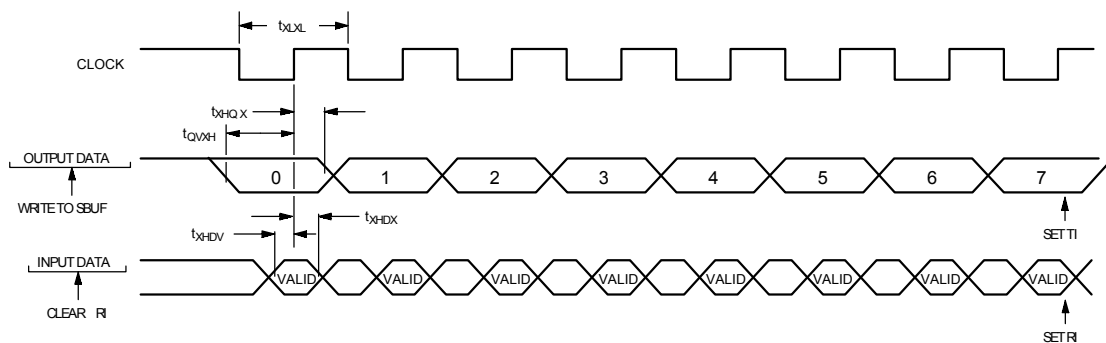 tXLXL
CLOCK
tXHQX
tQVXH
OUTPUT DATA
0 1 2 3 4 5 6 7
WRITE TO SBUF
tXHDX
tXHDV
SET TI
INPUT DATA
VALID VALID VALID VALID VALID VALID VALID VALID
CLEAR RI
SET RI